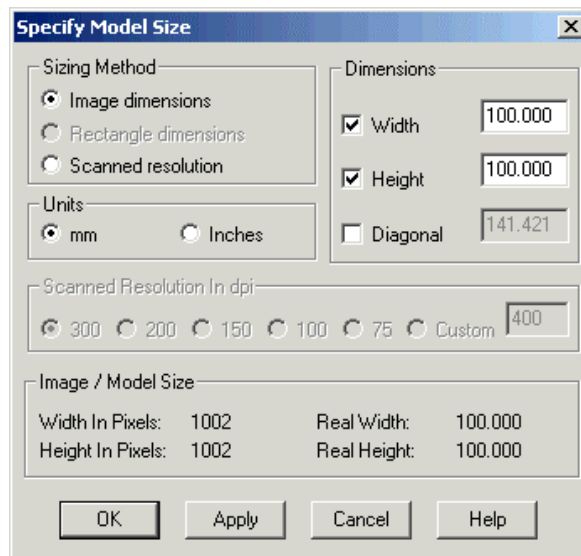 Specify Model Size
Sizing Method
Image dimensions
Rectangle dimensions
Scanned resolution
Units
mm Inches
Dimensions
Width 100.000
Height 100.000
Diagonal 141.421
Scanned Resolution In dpi
300 200 150 100 75 Custom 400
Image / Model Size
Width In Pixels: 1002 Real Width: 100.000
Height In Pixels: 1002 Real Height: 100.000
OK Apply Cancel Help